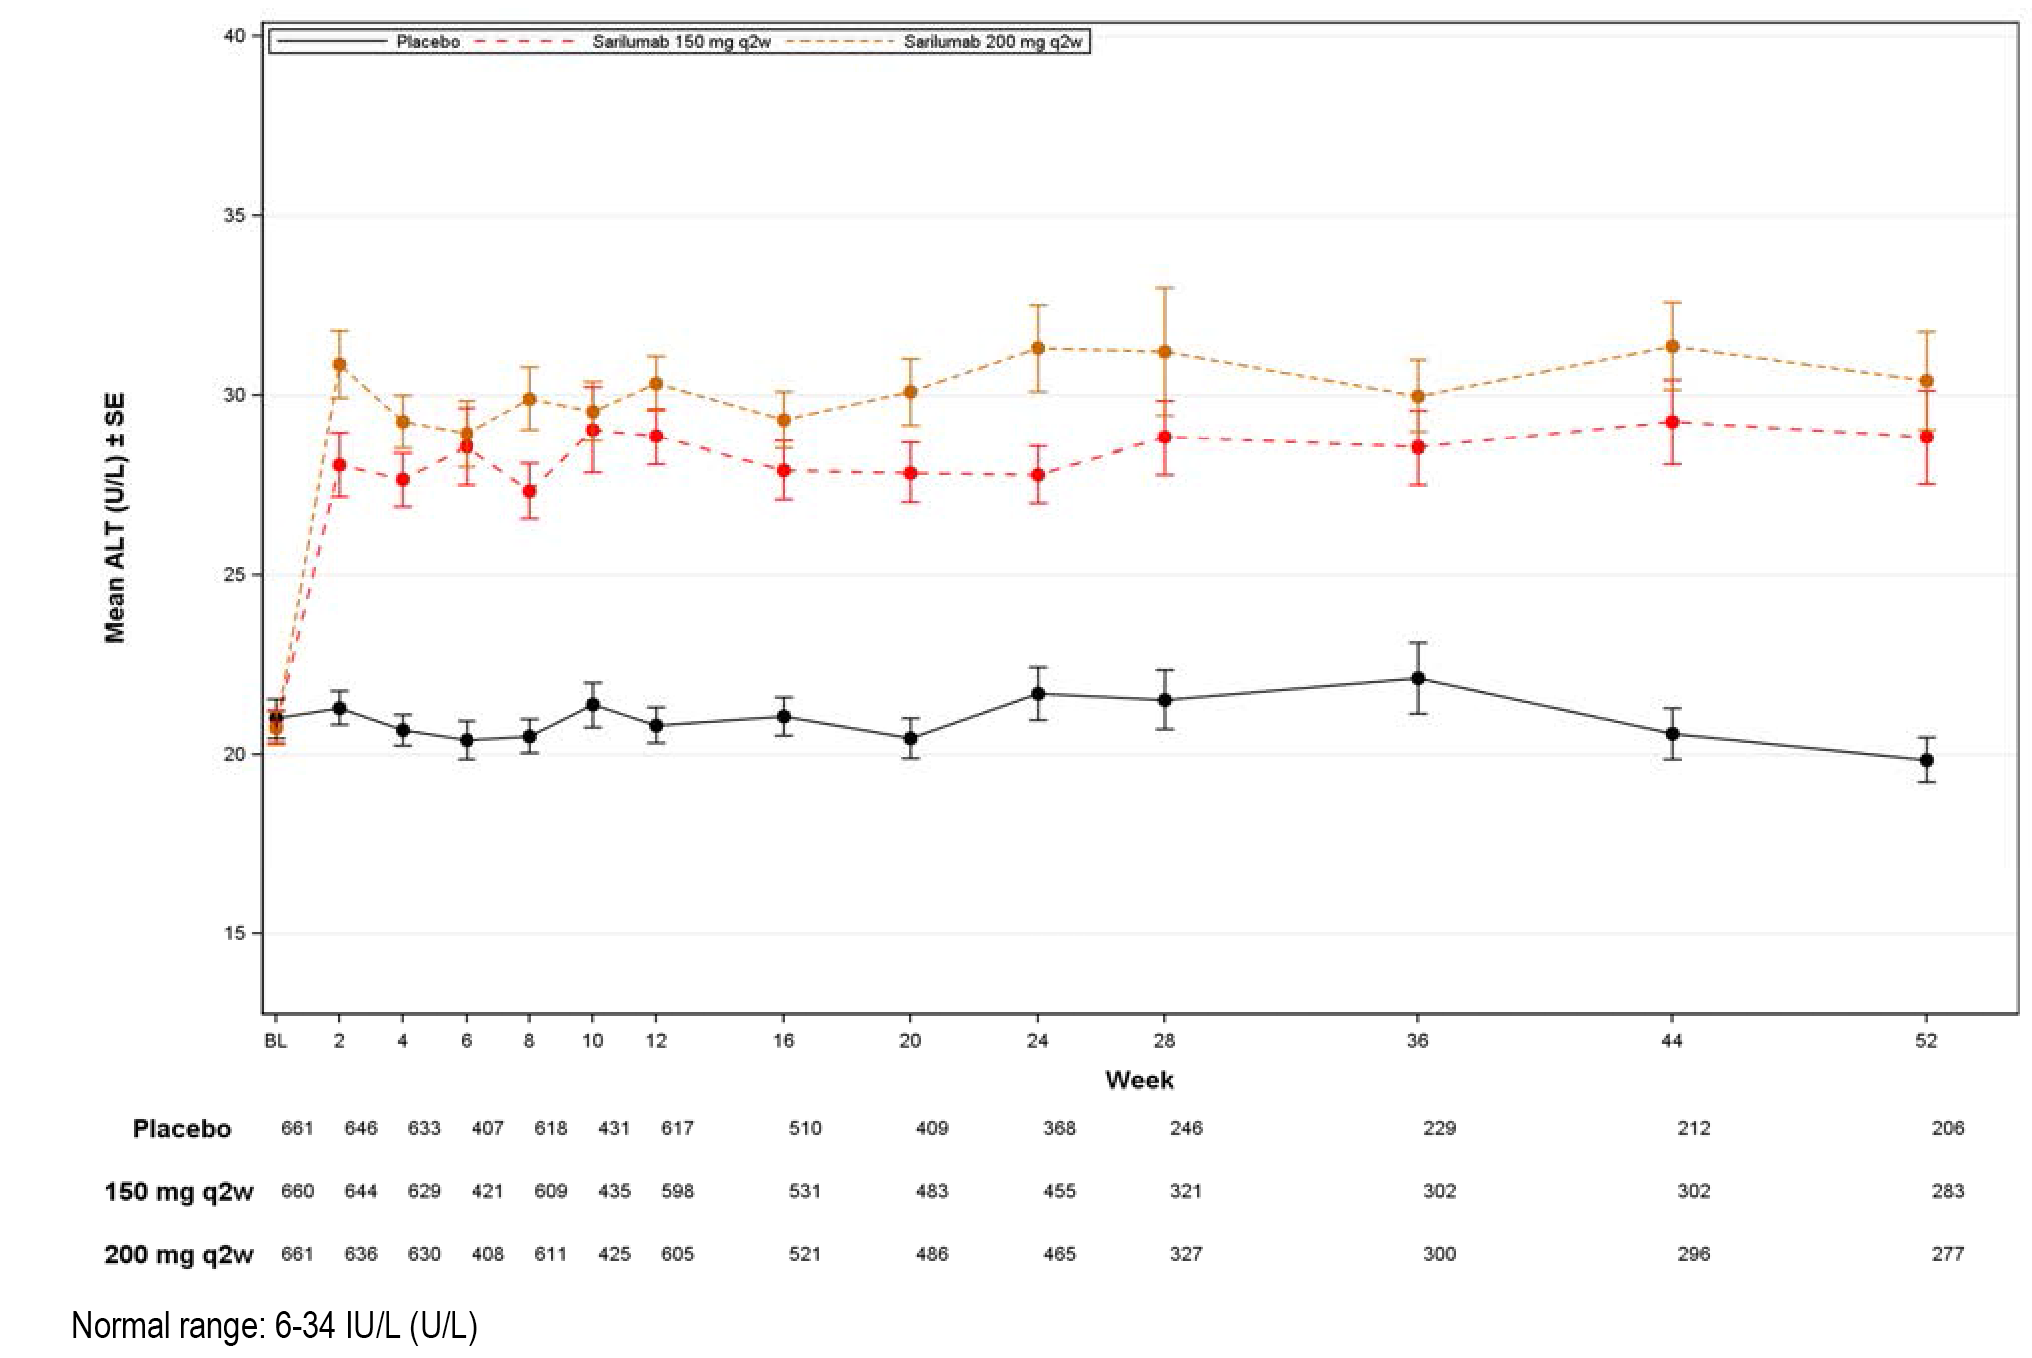 Placebo Sarilumab 150 mg q2w Sarilumab 200 mg q2w
40
35
30
25
20
15
Mean ALT (U/L) ± SE
BL 2 4 6 8 10 12 16 20 24 28 36 44 52
Week
Placebo 661 646 633 407 618 431 617 510 409 368 246 229 212 206
150 mg q2w 660 644 629 421 609 435 598 531 483 455 321 302 302 283
200 mg q2w 661 636 630 408 611 425 605 521 486 465 327 300 296 277
Normal range: 6-34 IU/L (U/L)